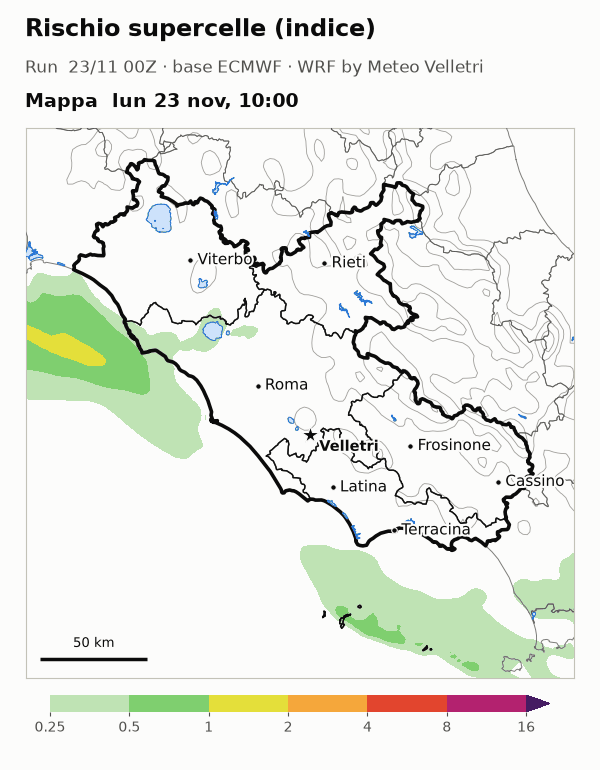 Rischio supercelle (indice)
Run  23/11 00Z · base ECMWF · WRF by Meteo Velletri
Mappa  lun 23 nov, 10:00
Viterbo
Rieti
Roma
Velletri
Frosinone
Latina
Cassino
Terracina
50 km
0.25 0.5 1 2 4 8 16